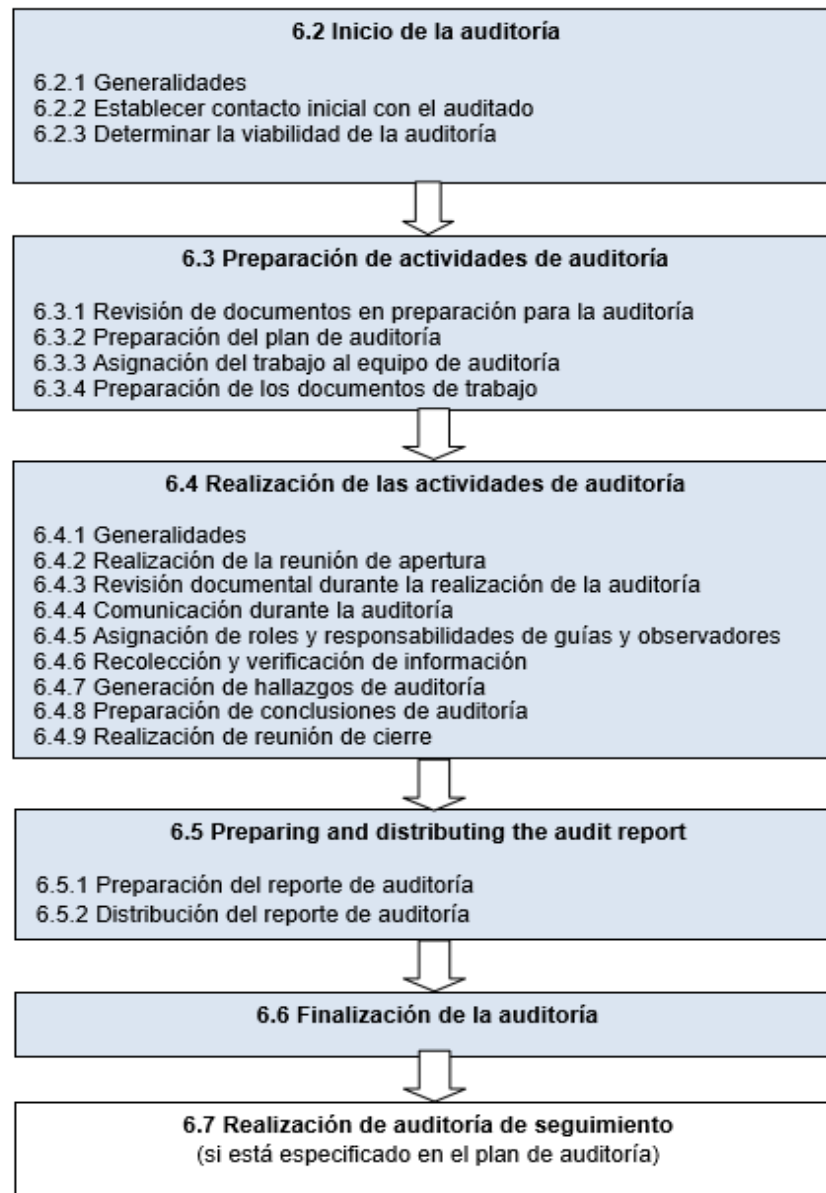 6.2 Inicio de la auditoría
6.2.1 Generalidades
6.2.2 Establecer contacto inicial con el auditado
6.2.3 Determinar la viabilidad de la auditoría
6.3 Preparación de actividades de auditoría
6.3.1 Revisión de documentos en preparación para la auditoría
6.3.2 Preparación del plan de auditoría
6.3.3 Asignación del trabajo al equipo de auditoría
6.3.4 Preparación de los documentos de trabajo
6.4 Realización de las actividades de auditoría
6.4.1 Generalidades
6.4.2 Realización de la reunión de apertura
6.4.3 Revisión documental durante la realización de la auditoría
6.4.4 Comunicación durante la auditoría
6.4.5 Asignación de roles y responsabilidades de guías y observadores
6.4.6 Recolección y verificación de información
6.4.7 Generación de hallazgos de auditoría
6.4.8 Preparación de conclusiones de auditoría
6.4.9 Realización de reunión de cierre
6.5 Preparing and distributing the audit report
6.5.1 Preparación del reporte de auditoría
6.5.2 Distribución del reporte de auditoría
6.6 Finalización de la auditoría
6.7 Realización de auditoría de seguimiento
(si está especificado en el plan de auditoría)